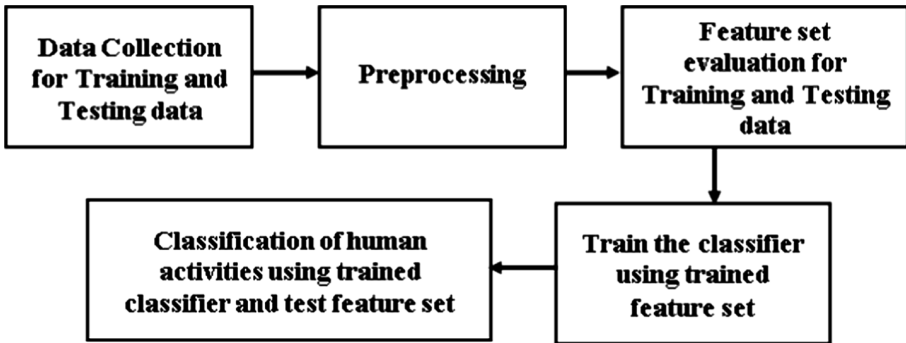 Data Collection
for Training and
Testing data
Preprocessing
Feature set
evaluation for
Training and Testing
data
Train the classifier
using trained
feature set
Classification of human
activities using trained
classifier and test feature set